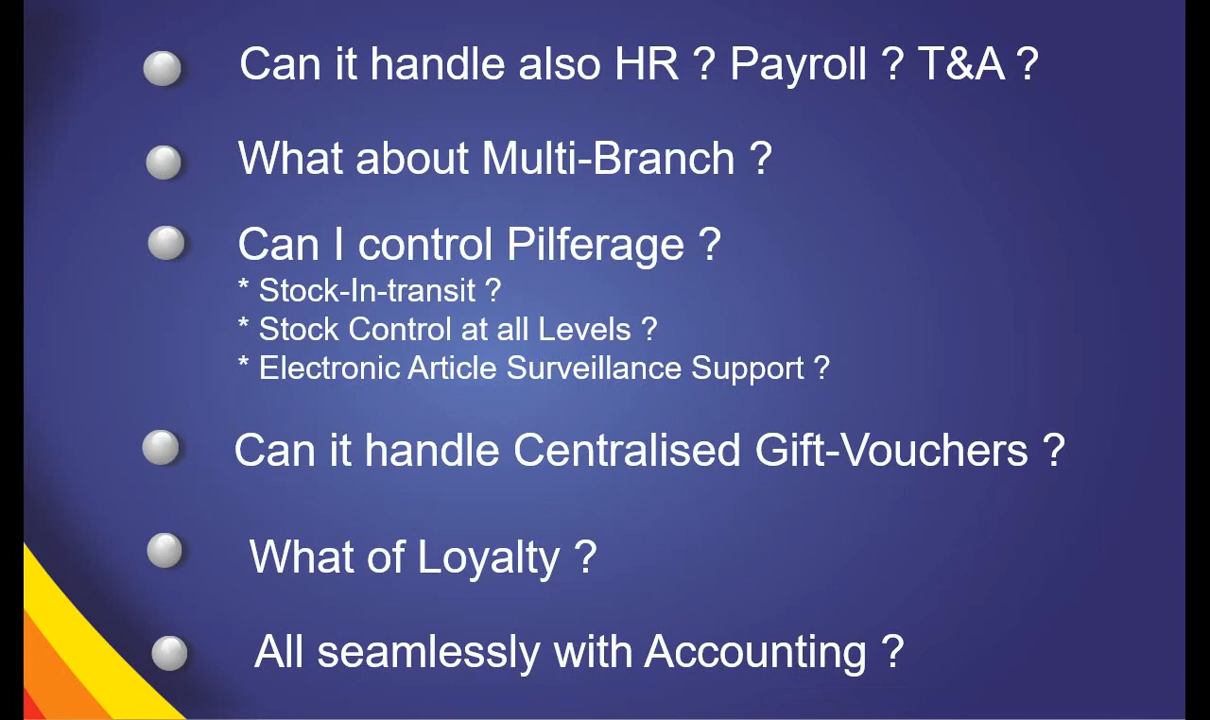 Can it handle also HR ? Payroll ? T&A ?
What about Multi-Branch ?
Can I control Pilferage ?
* Stock-In-transit ?
* Stock Control at all Levels ?
* Electronic Article Surveillance Support ?
Can it handle Centralised Gift-Vouchers ?
What of Loyalty ?
All seamlessly with Accounting ?